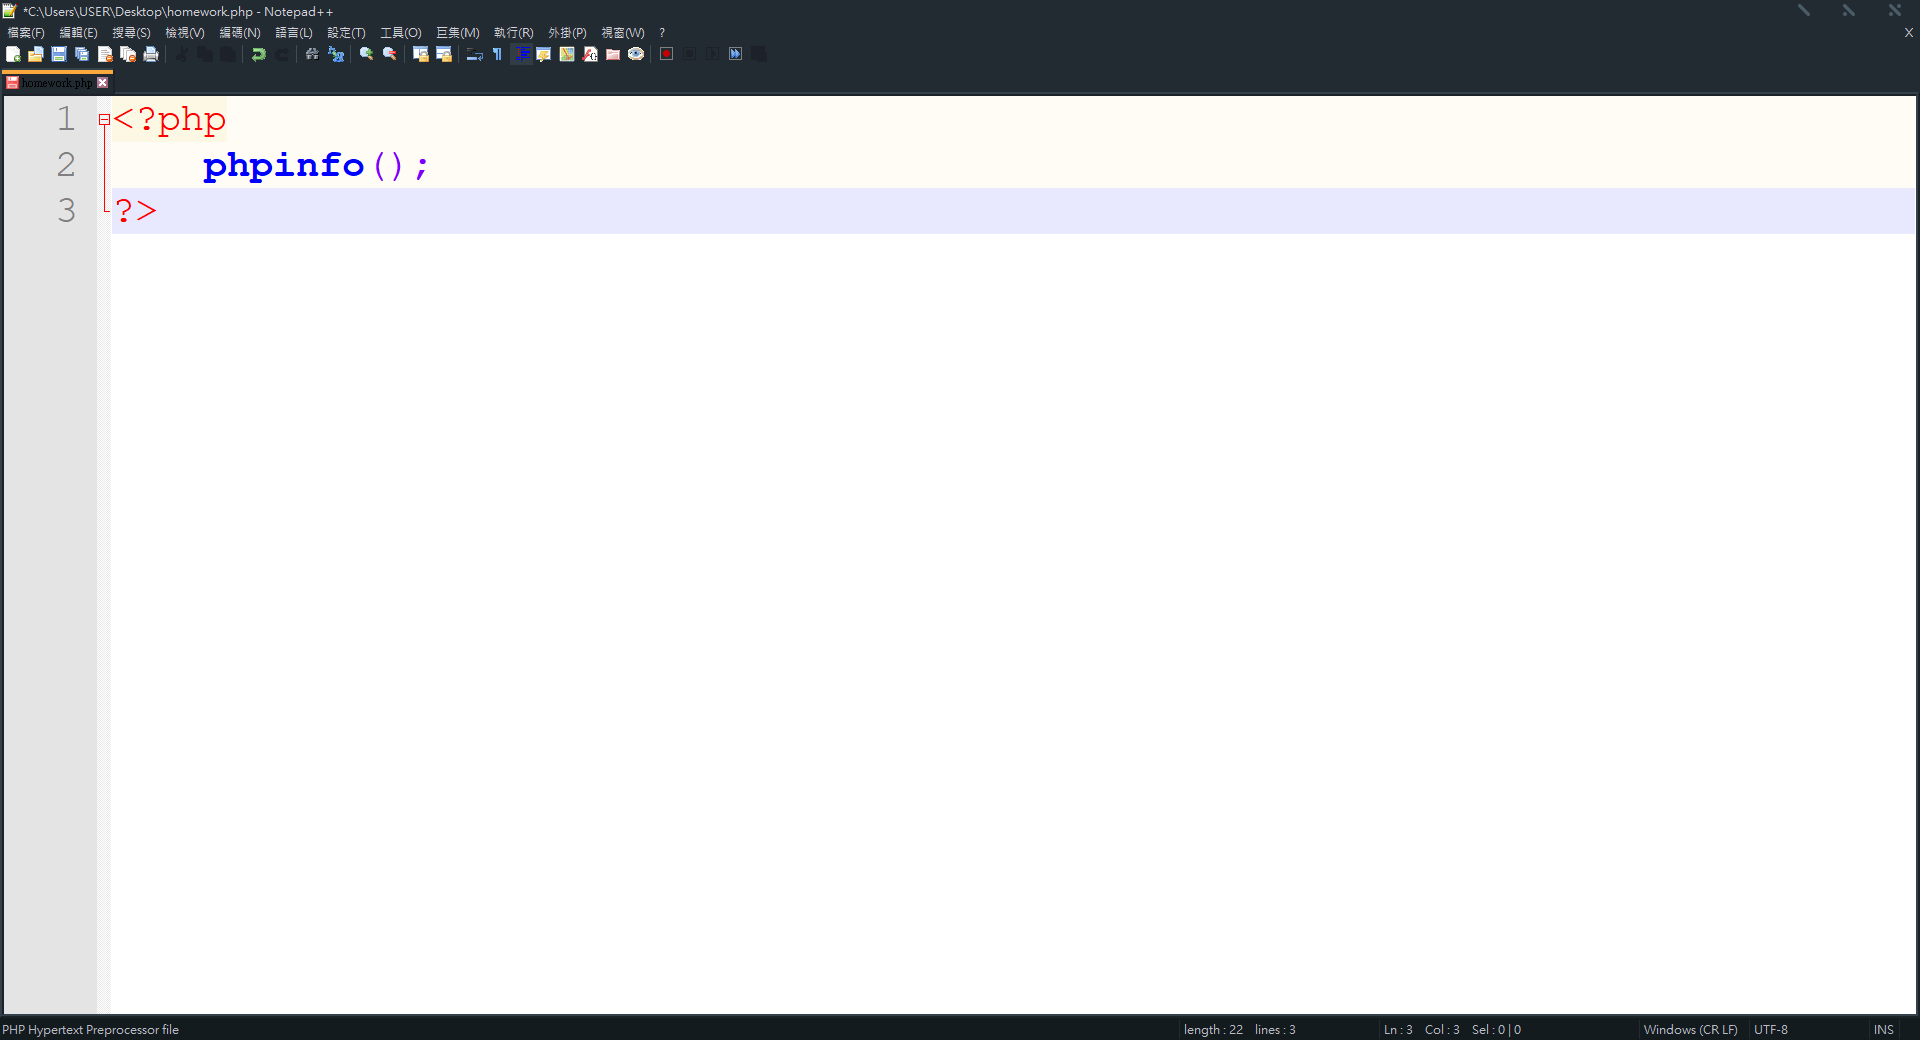 *C:\Users\USER\Desktop\homework.php - Notepad++
檔案(F) 編輯(E) 搜尋(S) 檢視(V) 編碼(N) 語言(L) 設定(T) 工具(O) 巨集(M) 執行(R) 外掛(P) 視窗(W) ? X
homework.php
1 <?php
2 phpinfo();
3 ?>
PHP Hypertext Preprocessor file length : 22 lines : 3 Ln : 3 Col : 3 Sel : 0 | 0 Windows (CR LF) UTF-8 INS